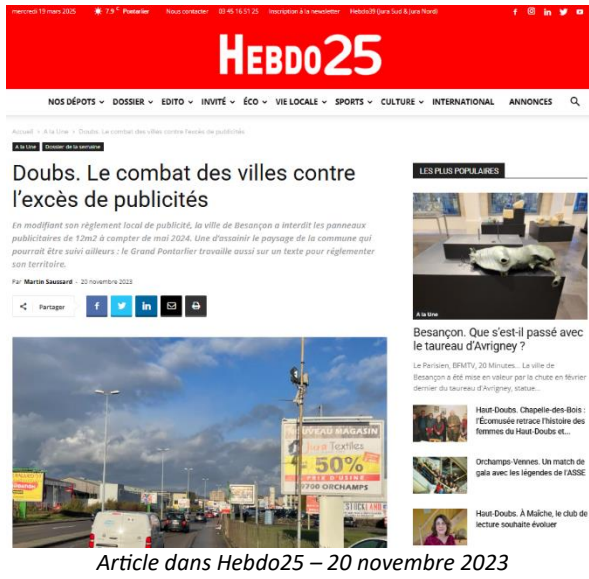 mercredi 19 mars 2025 7.9 C Pontarlier Nous contacter 03 45 16 51 25 Inscription à la newsletter Hebdo39 (Jura Sud & Jura Nord)
HEBDO25
NOS DÉPOTS DOSSIER EDITO INVITÉ ÉCO VIE LOCALE SPORTS CULTURE INTERNATIONAL ANNONCES
Accueil › A la Une › Doubs. Le combat des villes contre l'excès de publicités
A la Une Dossier de la semaine
Doubs. Le combat des villes contre
l'excès de publicités
En modifiant son règlement local de publicité, la ville de Besançon a interdit les panneaux
publicitaires de 12m2 à compter de mai 2024. Une d'assainir le paysage de la commune qui
pourrait être suivi ailleurs : le Grand Pontarlier travaille aussi sur un texte pour réglementer
son territoire.
Par Martin Saussard - 20 novembre 2023
Partager
NOUVEAU MAGASIN
Jura Textiles
-50%
PRIX D'USINE
39700 ORCHAMPS
STOCK
LES PLUS POPULAIRES
A la Une
Besançon. Que s'est-il passé avec
le taureau d'Avrigney ?
Le Parisien, BFMTV, 20 Minutes... La ville de
Besançon a été mise en valeur par la chute en février
dernier du taureau d'Avrigney, statue...
Haut-Doubs. Chapelle-des-Bois :
l'Écomusée retrace l'histoire des
femmes du Haut-Doubs et...
Orchamps-Vennes. Un match de
gala avec les légendes de l'ASSE
Haut-Doubs. À Maîche, le club de
lecture souhaite évoluer
Article dans Hebdo25 – 20 novembre 2023